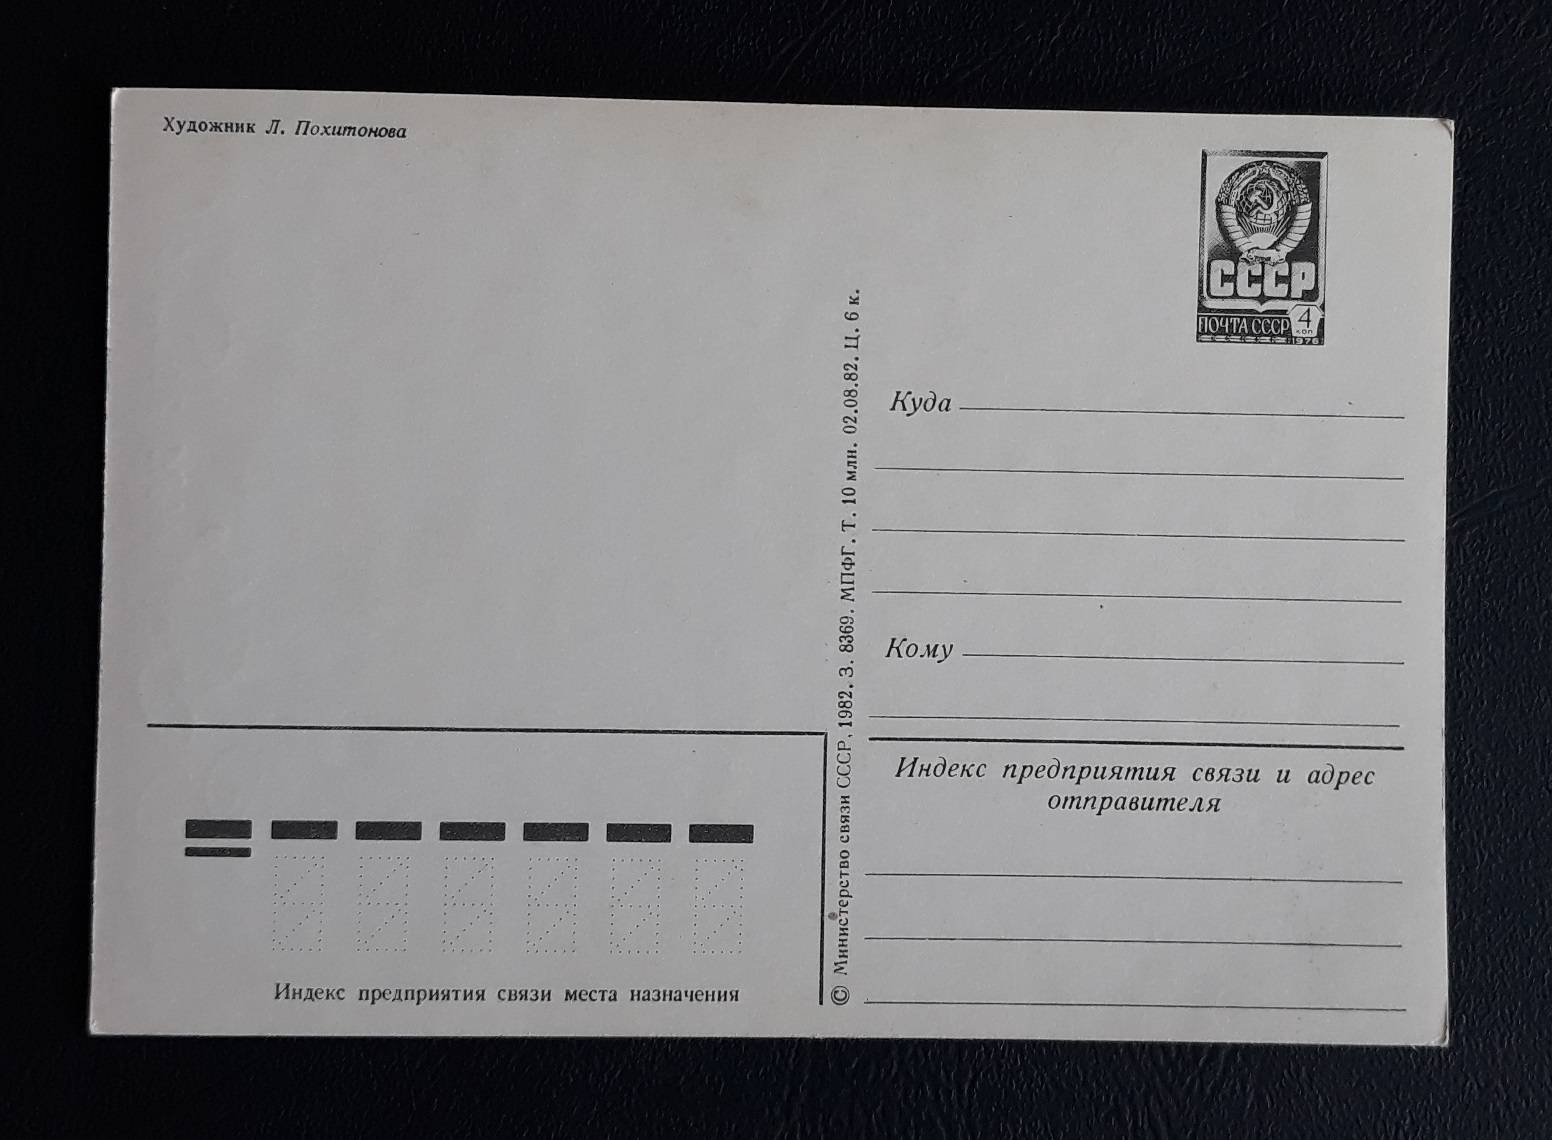 Художник Л. Похитонова
СССР
ПОЧТА СССР 4
коп
1976
Куда
Кому
Индекс предприятия связи и адрес
отправителя
© Министерство связи СССР, 1982. З. 8369. МПФГ. Т. 10 млн. 02.08.82. Ц. 6 к.
Индекс предприятия связи места назначения